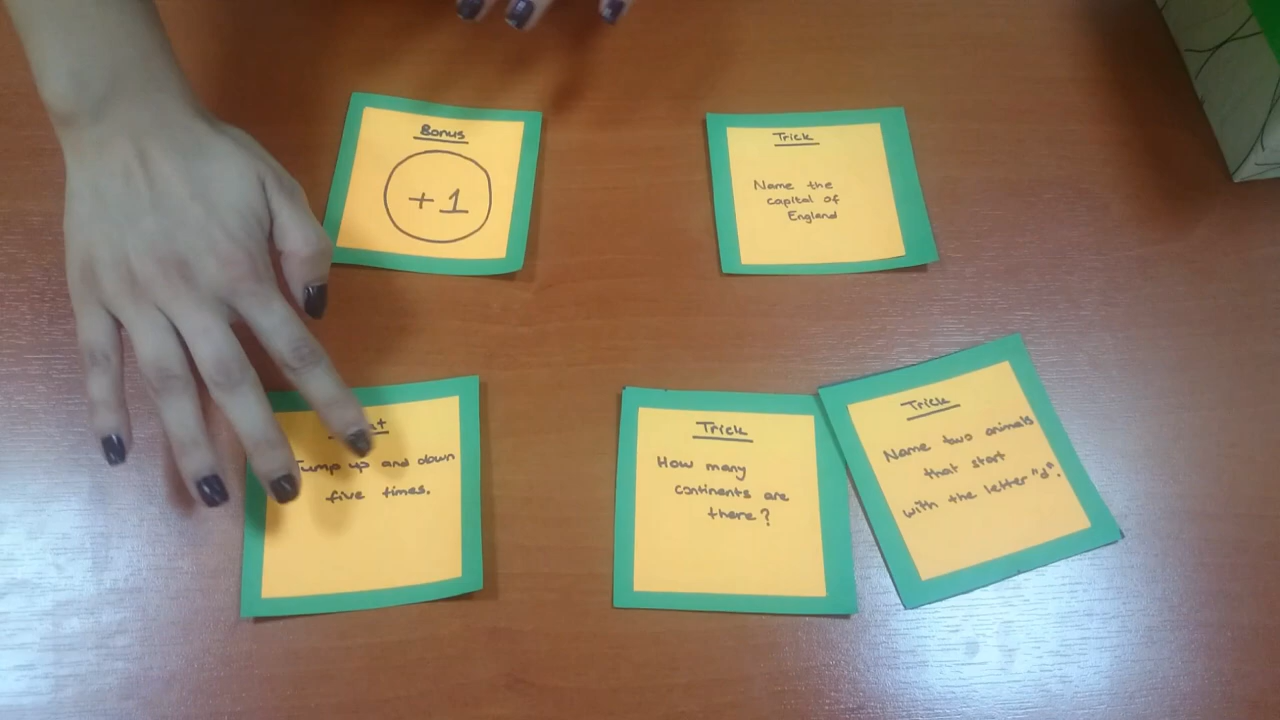 Bonus
+1
Trick
Name the
capital of
England
Jump up and down
five times.
Trick
How many
continents are
there?
Trick
Name two animals
that start
with the letter "d".